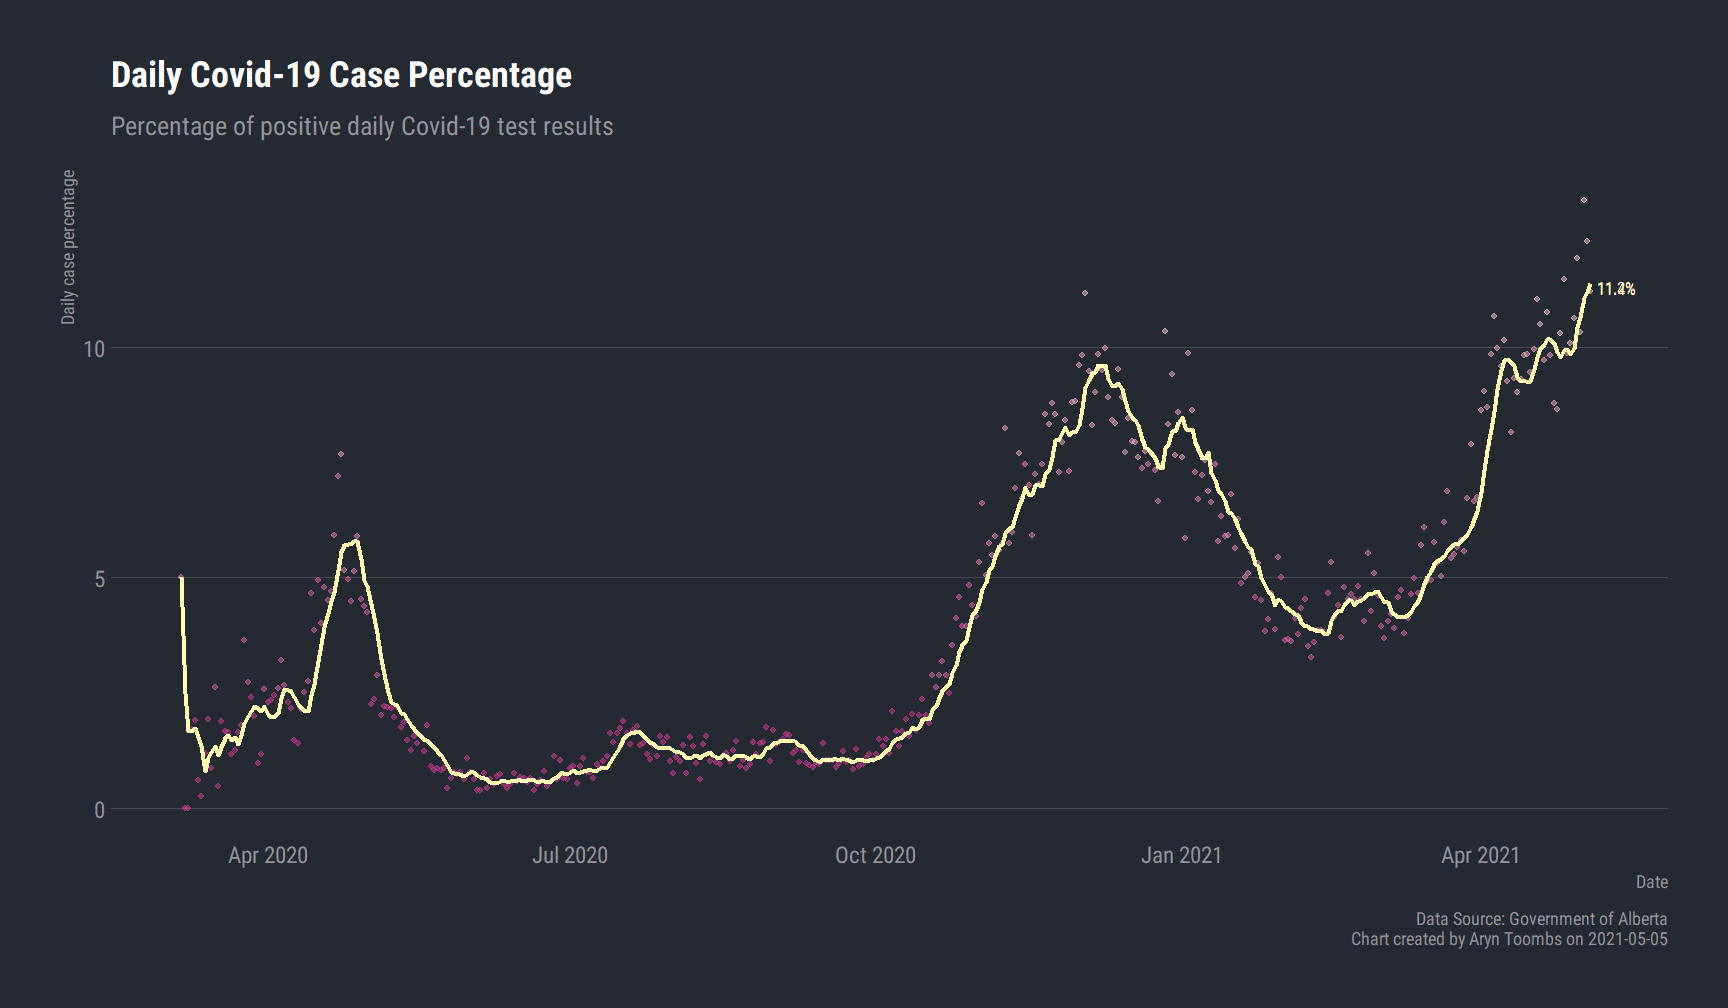 Daily Covid-19 Case Percentage
Percentage of positive daily Covid-19 test results
Daily case percentage
10
5
0
Apr 2020
Jul 2020
Oct 2020
Jan 2021
Apr 2021
Date
Data Source: Government of Alberta
Chart created by Aryn Toombs on 2021-05-05